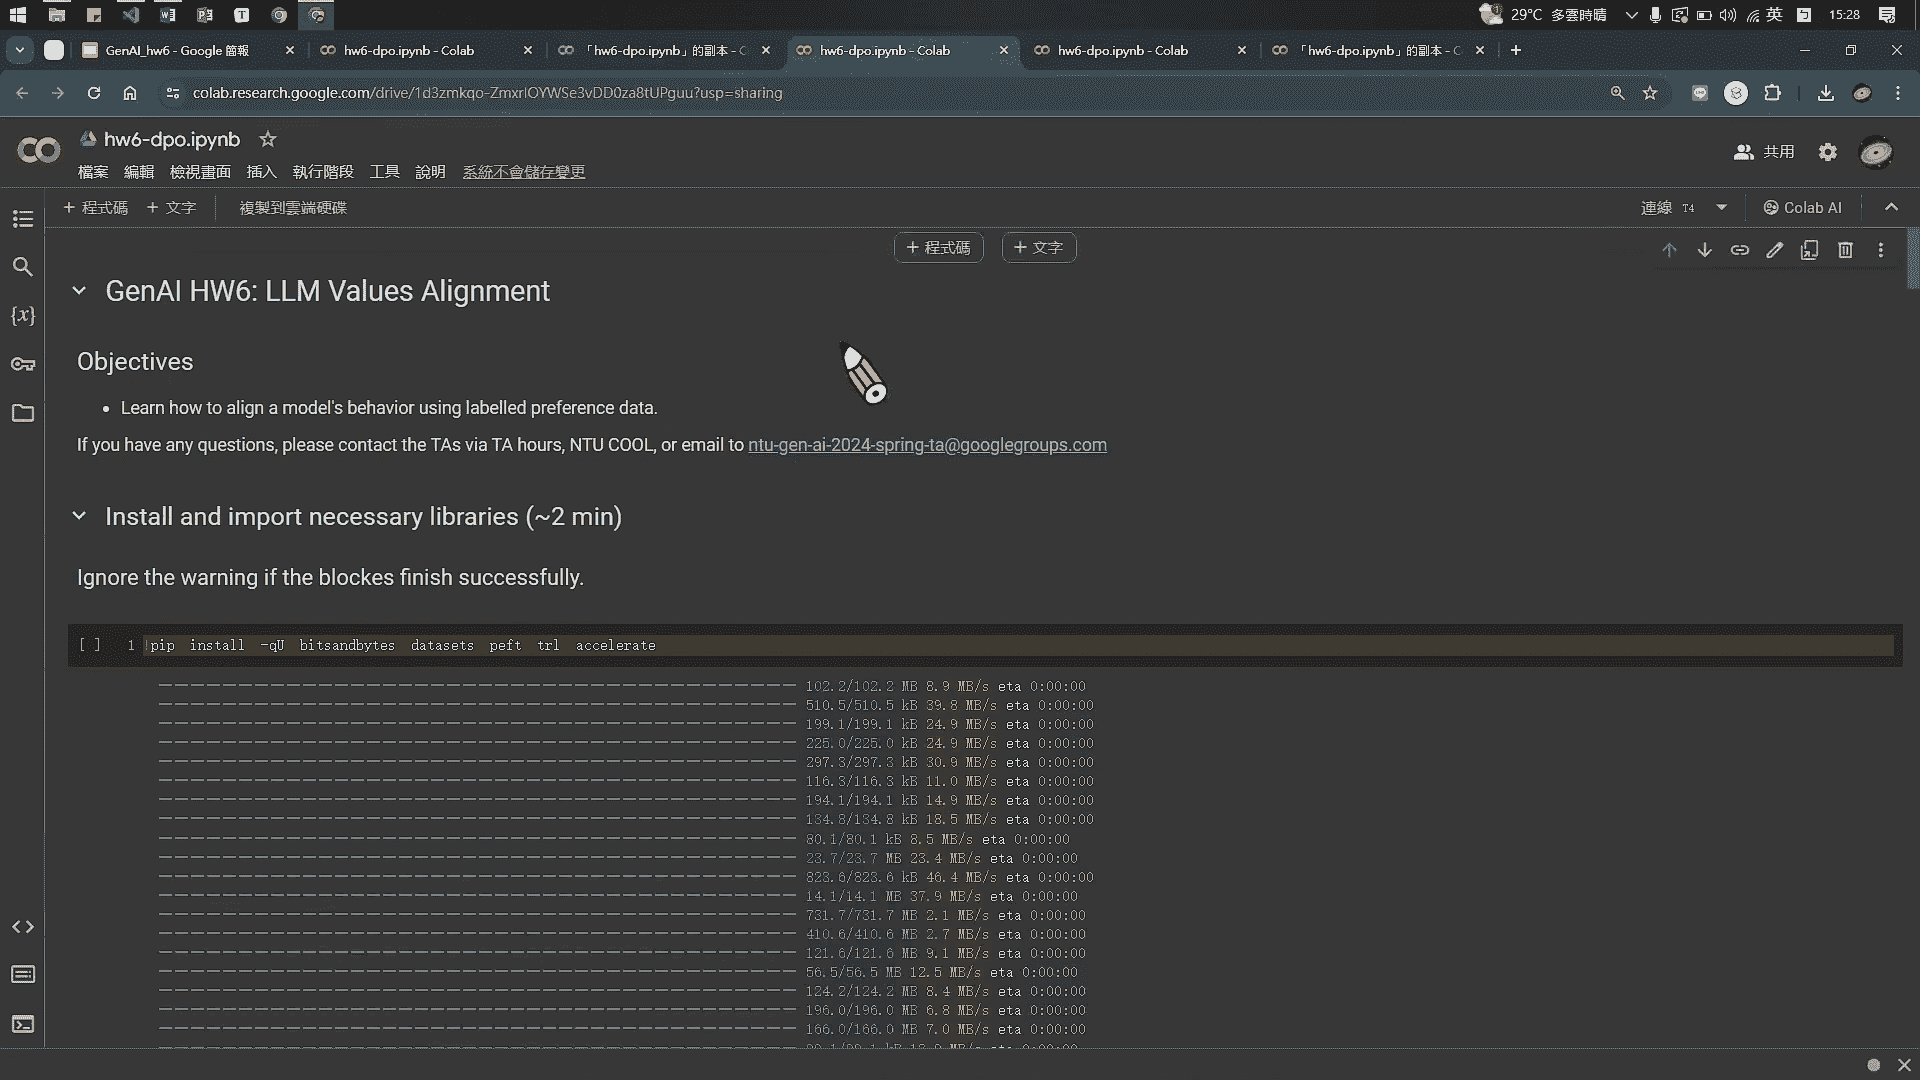 29°C 多雲時晴 英 15:28
GenAI_hw6 - Google 簡報
hw6-dpo.ipynb - Colab
「hw6-dpo.ipynb」的副本 - C
hw6-dpo.ipynb - Colab
hw6-dpo.ipynb - Colab
「hw6-dpo.ipynb」的副本 - C
colab.research.google.com/drive/1d3zmkqo-ZmxrIOYWSe3vDD0za8tUPguu?usp=sharing
hw6-dpo.ipynb
共用
檔案 編輯 檢視畫面 插入 執行階段 工具 說明 系統不會儲存變更
+ 程式碼 + 文字 複製到雲端硬碟
連線 T4 Colab AI
+ 程式碼 + 文字
GenAI HW6: LLM Values Alignment
Objectives
• Learn how to align a model's behavior using labelled preference data.
If you have any questions, please contact the TAs via TA hours, NTU COOL, or email to ntu-gen-ai-2024-spring-ta@googlegroups.com
Install and import necessary libraries (~2 min)
Ignore the warning if the blockes finish successfully.
[ ] 1 !pip install -qU bitsandbytes datasets peft trl accelerate
102.2/102.2 MB 8.9 MB/s eta 0:00:00
510.5/510.5 kB 39.8 MB/s eta 0:00:00
199.1/199.1 kB 24.9 MB/s eta 0:00:00
225.0/225.0 kB 24.9 MB/s eta 0:00:00
297.3/297.3 kB 30.9 MB/s eta 0:00:00
116.3/116.3 kB 11.0 MB/s eta 0:00:00
194.1/194.1 kB 14.9 MB/s eta 0:00:00
134.8/134.8 kB 18.5 MB/s eta 0:00:00
80.1/80.1 kB 8.5 MB/s eta 0:00:00
23.7/23.7 MB 23.4 MB/s eta 0:00:00
823.6/823.6 kB 46.4 MB/s eta 0:00:00
14.1/14.1 MB 37.9 MB/s eta 0:00:00
731.7/731.7 MB 2.1 MB/s eta 0:00:00
410.6/410.6 MB 2.7 MB/s eta 0:00:00
121.6/121.6 MB 9.1 MB/s eta 0:00:00
56.5/56.5 MB 12.5 MB/s eta 0:00:00
124.2/124.2 MB 8.4 MB/s eta 0:00:00
196.0/196.0 MB 6.8 MB/s eta 0:00:00
166.0/166.0 MB 7.0 MB/s eta 0:00:00